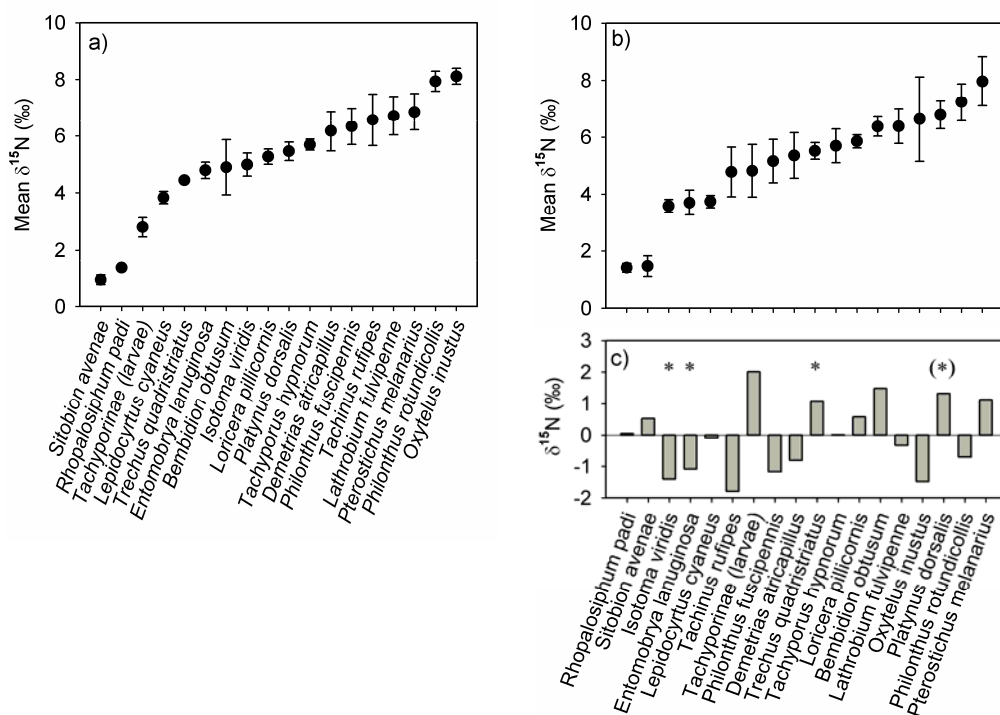 a)
Mean δ¹⁵N (‰)
10
8
6
4
2
0
Sitobion avenae
Rhopalosiphum padi
Tachyporinae (larvae)
Lepidocyrtus cyaneus
Trechus quadristriatus
Entomobrya lanuginosa
Bembidion obtusum
Isotoma viridis
Loricera pillicornis
Platynus dorsalis
Tachyporus hypnorum
Demetrias atricapillus
Philonthus fuscipennis
Tachinus rufipes
Lathrobium fulvipenne
Pterostichus melanarius
Philonthus rotundicollis
Oxytelus inustus
b)
Mean δ¹⁵N (‰)
10
8
6
4
2
0
c)
δ¹⁵N (‰)
3
2
1
0
-1
-2
* * * (*)
Rhopalosiphum padi
Sitobion avenae
Isotoma viridis
Entomobrya lanuginosa
Lepidocyrtus cyaneus
Tachinus rufipes
Tachyporinae (larvae)
Philonthus fuscipennis
Demetrias atricapillus
Trechus quadristriatus
Tachyporus hypnorum
Loricera pillicornis
Bembidion obtusum
Lathrobium fulvipenne
Oxytelus inustus
Platynus dorsalis
Philonthus rotundicollis
Pterostichus melanarius